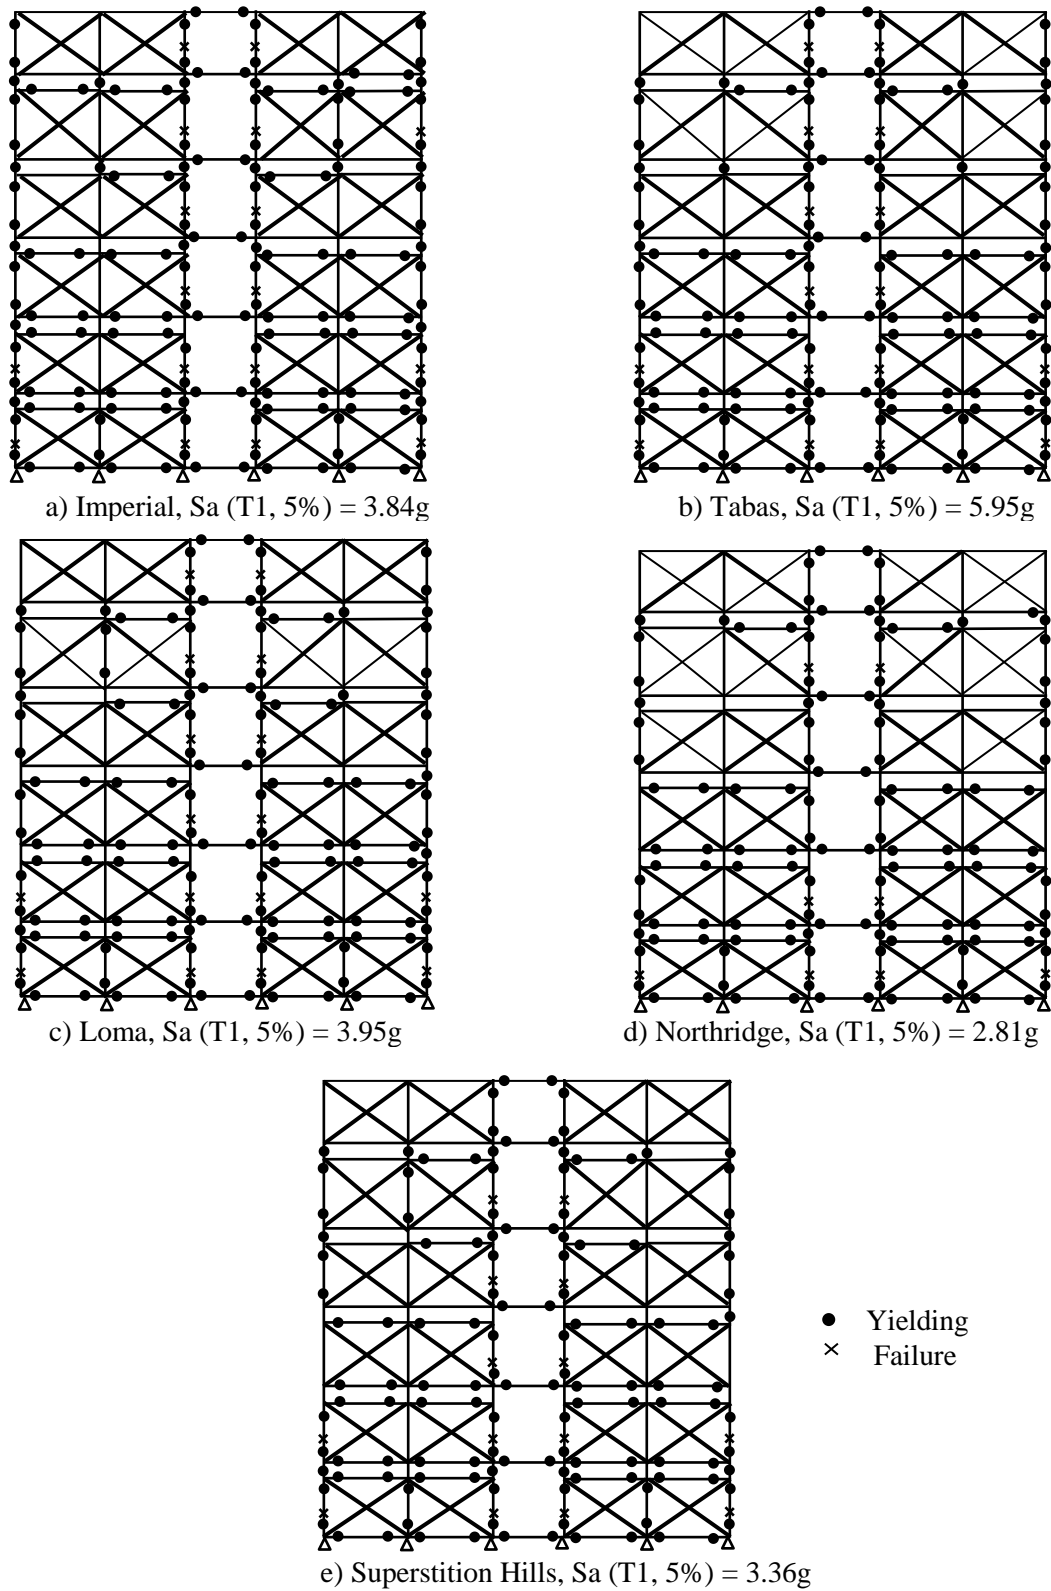 a) Imperial, Sa (T1, 5%) = 3.84g
b) Tabas, Sa (T1, 5%) = 5.95g
c) Loma, Sa (T1, 5%) = 3.95g
d) Northridge, Sa (T1, 5%) = 2.81g
Yielding
Failure
e) Superstition Hills, Sa (T1, 5%) = 3.36g